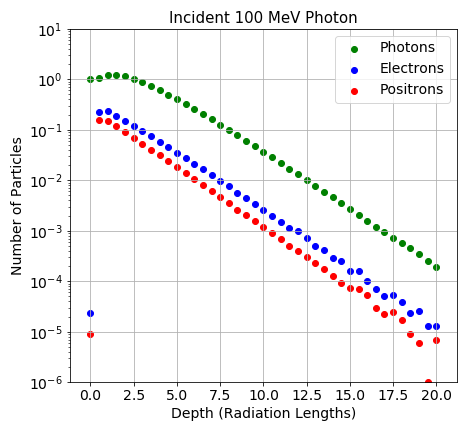 Incident 100 MeV Photon
Photons
Electrons
Positrons
10^1
10^0
10^−1
10^−2
10^−3
10^−4
10^−5
10^−6
Number of Particles
0.0 2.5 5.0 7.5 10.0 12.5 15.0 17.5 20.0
Depth (Radiation Lengths)